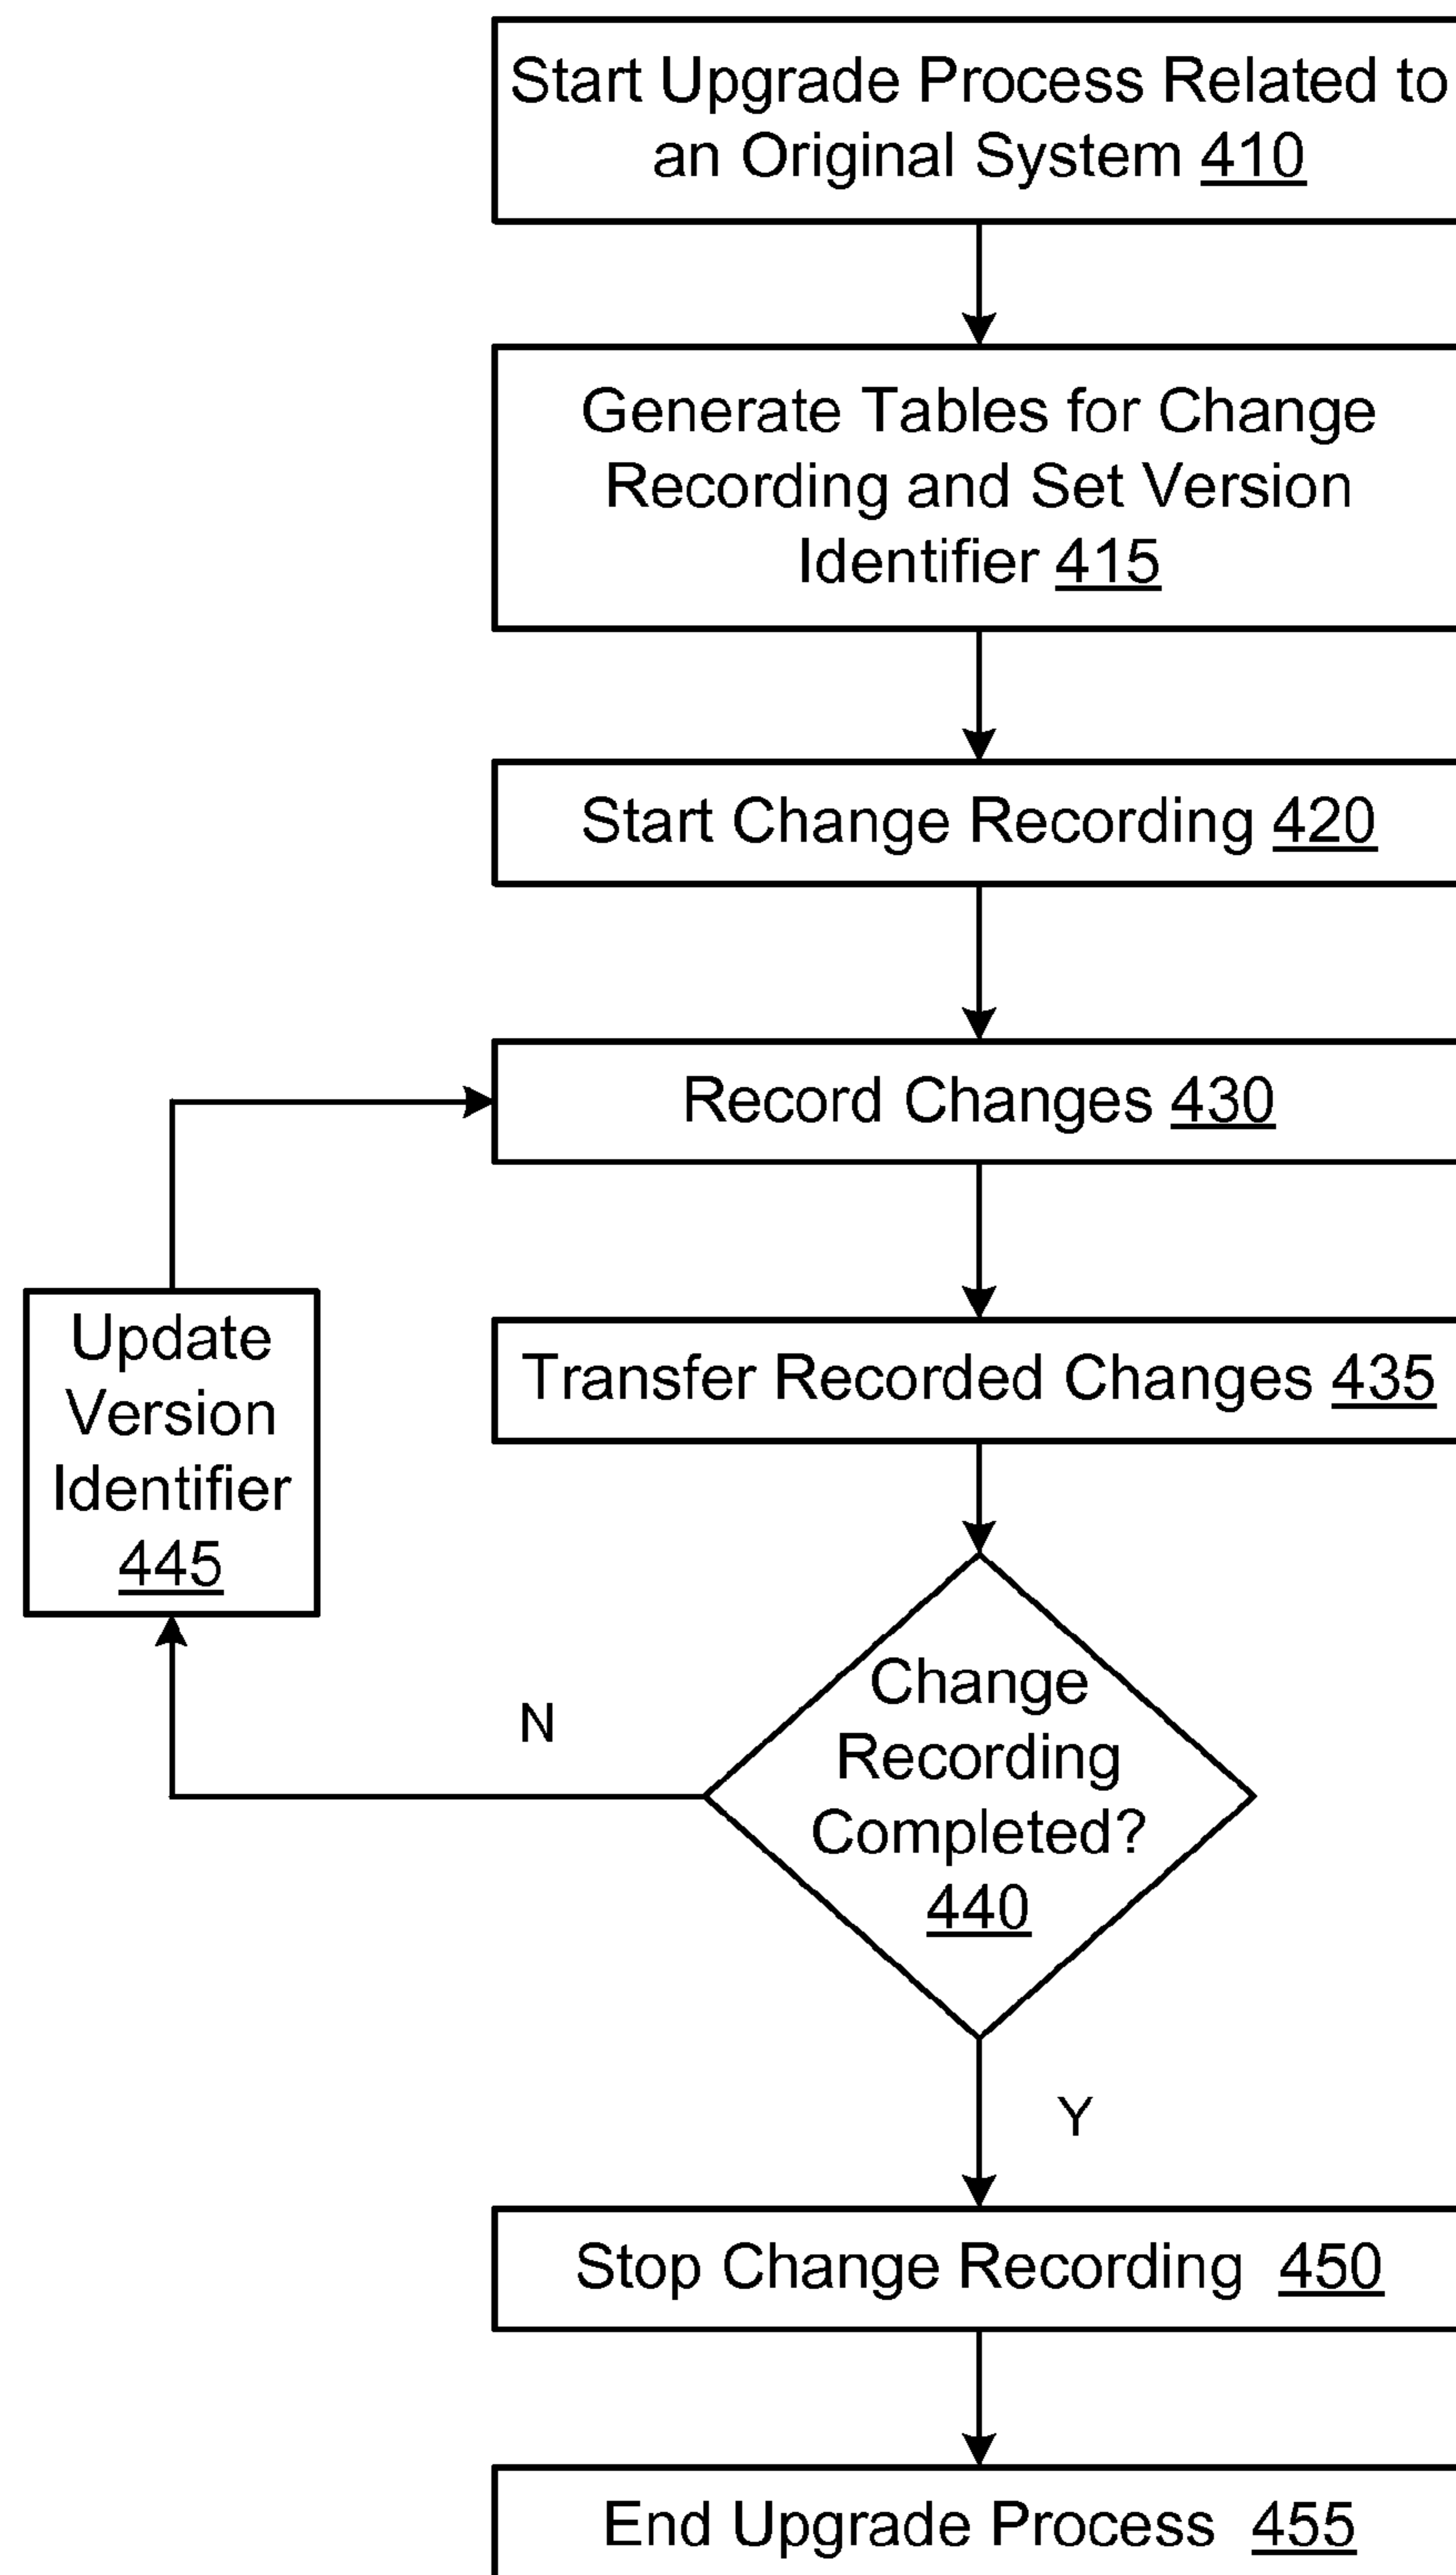 Start Upgrade Process Related to
an Original System 410
Generate Tables for Change
Recording and Set Version
Identifier 415
Start Change Recording 420
Record Changes 430
Transfer Recorded Changes 435
Update
Version
Identifier
445
Change
Recording
Completed?
440
N
Y
Stop Change Recording 450
End Upgrade Process 455